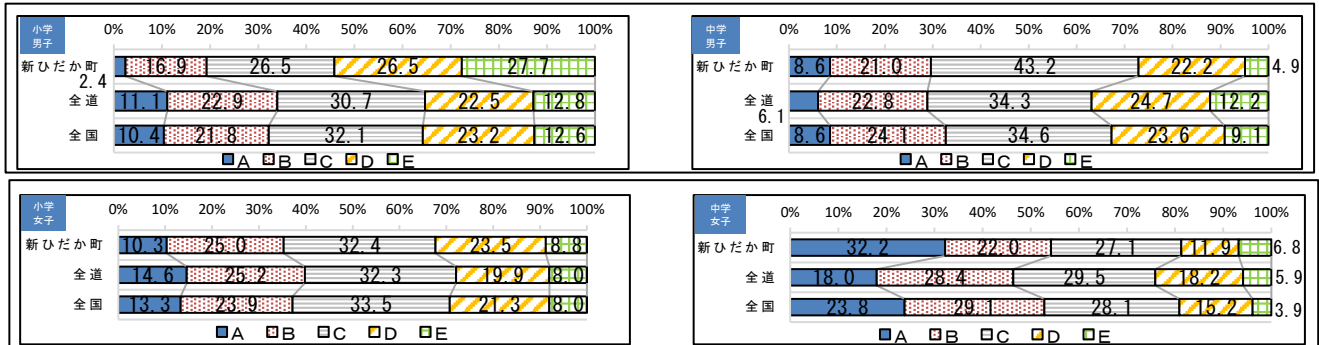 小学
男子
0% 10% 20% 30% 40% 50% 60% 70% 80% 90% 100%
新ひだか町 2.4 16.9 26.5 26.5 27.7
全道 11.1 22.9 30.7 22.5 12.8
全国 10.4 21.8 32.1 23.2 12.6
A B C D E
中学
男子
0% 10% 20% 30% 40% 50% 60% 70% 80% 90% 100%
新ひだか町 8.6 21.0 43.2 22.2 4.9
全道 6.1 22.8 34.3 24.7 12.2
全国 8.6 24.1 34.6 23.6 9.1
A B C D E
小学
女子
0% 10% 20% 30% 40% 50% 60% 70% 80% 90% 100%
新ひだか町 10.3 25.0 32.4 23.5 8.8
全道 14.6 25.2 32.3 19.9 8.0
全国 13.3 23.9 33.5 21.3 8.0
A B C D E
中学
女子
0% 10% 20% 30% 40% 50% 60% 70% 80% 90% 100%
新ひだか町 32.2 22.0 27.1 11.9 6.8
全道 18.0 28.4 29.5 18.2 5.9
全国 23.8 29.1 28.1 15.2 3.9
A B C D E